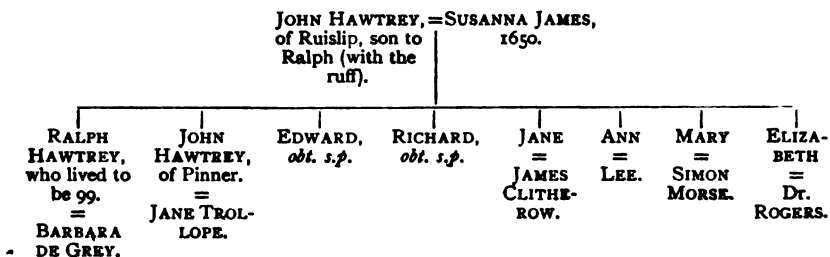 JOHN HAWTREY, = SUSANNA JAMES,
of Ruislip, son to 1650.
Ralph (with the
ruff).
RALPH
HAWTREY,
who lived to
be 99.
=
BARBARA
DE GREY.
JOHN
HAWTREY,
of Pinner.
=
JANE TROL-
LOPE.
EDWARD,
obt. s.p.
RICHARD,
obt. s.p.
JANE
=
JAMES
CLITHE-
ROW.
ANN
=
LEE.
MARY
=
SIMON
MORSE.
ELIZA-
BETH
=
Dr.
ROGERS.